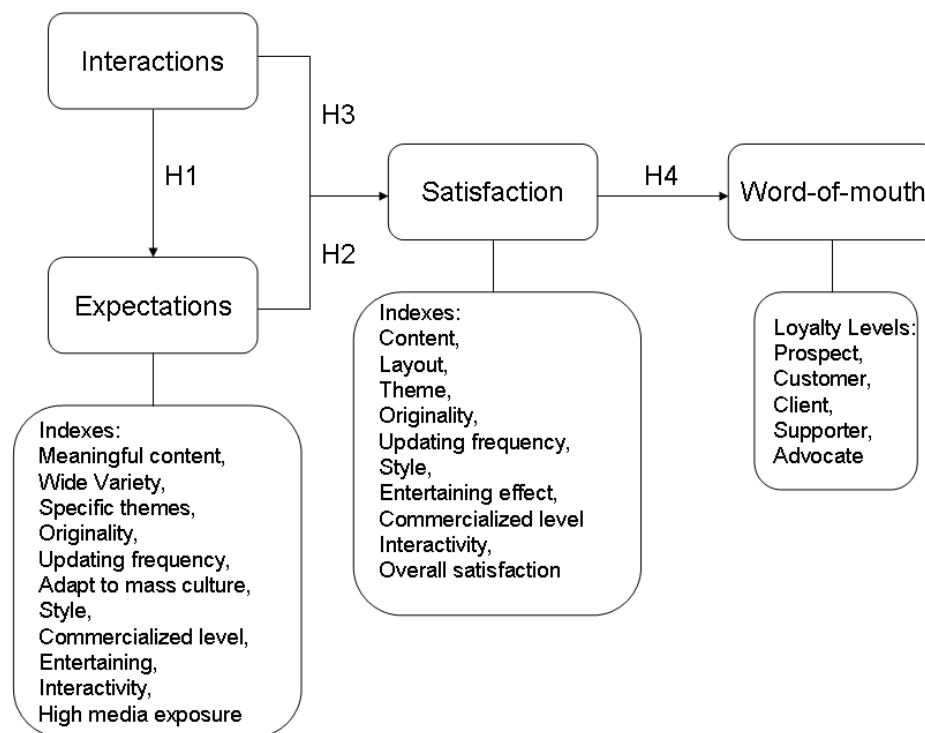 Interactions
H3
H1
Satisfaction
H4
Word-of-mouth
H2
Expectations
Indexes:
Meaningful content,
Wide Variety,
Specific themes,
Originality,
Updating frequency,
Adapt to mass culture,
Style,
Commercialized level,
Entertaining,
Interactivity,
High media exposure
Indexes:
Content,
Layout,
Theme,
Originality,
Updating frequency,
Style,
Entertaining effect,
Commercialized level
Interactivity,
Overall satisfaction
Loyalty Levels:
Prospect,
Customer,
Client,
Supporter,
Advocate